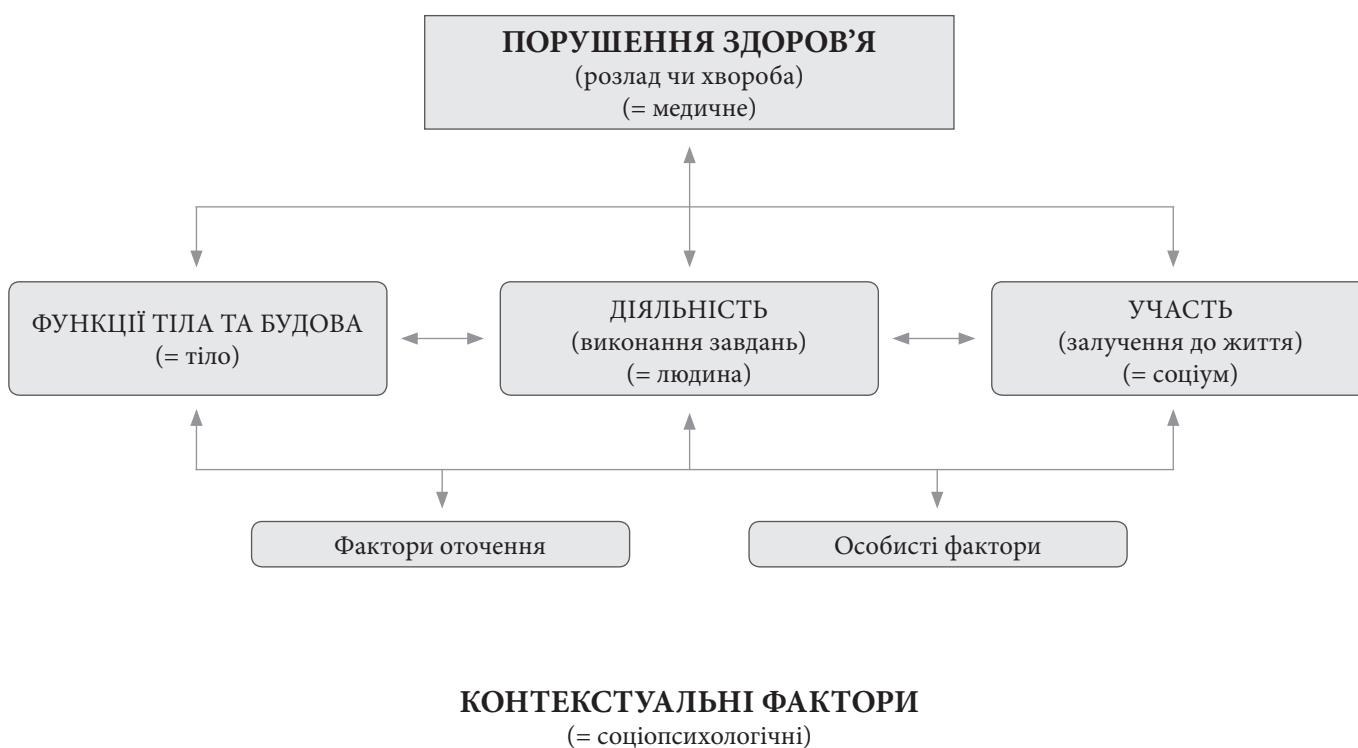 ПОРУШЕННЯ ЗДОРОВ’Я
(розлад чи хвороба)
(= медичне)
ФУНКЦІЇ ТІЛА ТА БУДОВА
(= тіло)
ДІЯЛЬНІСТЬ
(виконання завдань)
(= людина)
УЧАСТЬ
(залучення до життя)
(= соціум)
Фактори оточення
Особисті фактори
КОНТЕКСТУАЛЬНІ ФАКТОРИ
(= соціопсихологічні)